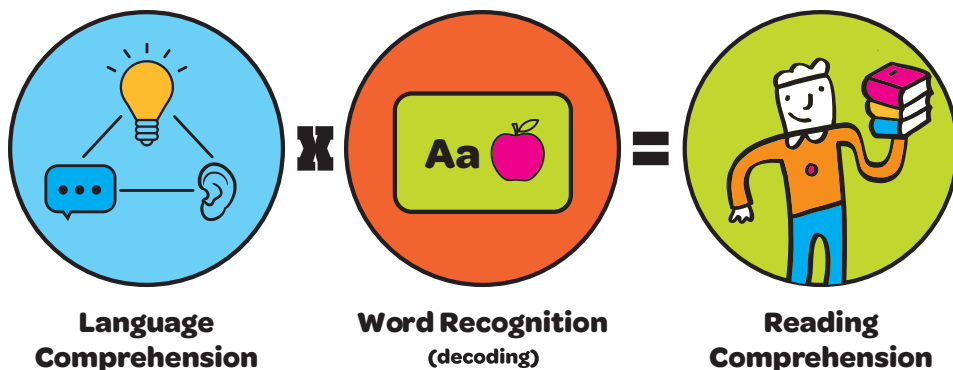 Aa
X
=
Language
Comprehension
Word Recognition
(decoding)
Reading
Comprehension